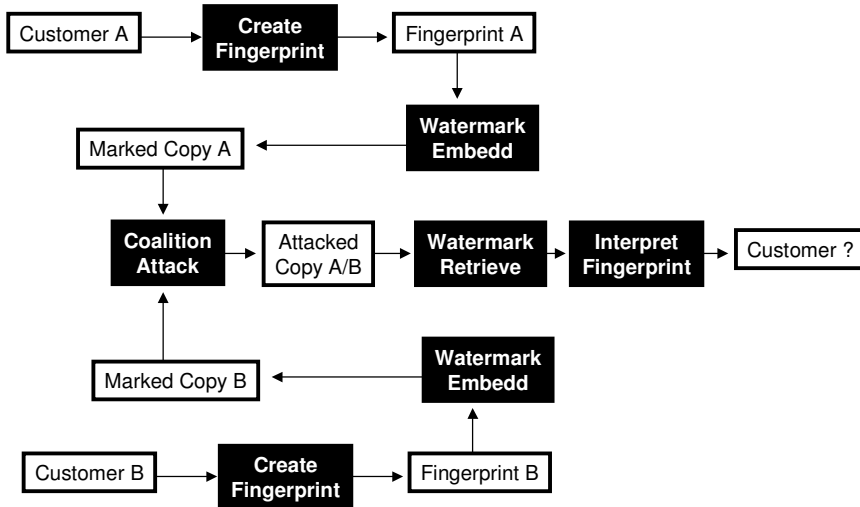 Customer A
Create
Fingerprint
Fingerprint A
Watermark
Embedd
Marked Copy A
Coalition
Attack
Attacked
Copy A/B
Watermark
Retrieve
Interpret
Fingerprint
Customer ?
Watermark
Embedd
Marked Copy B
Customer B
Create
Fingerprint
Fingerprint B